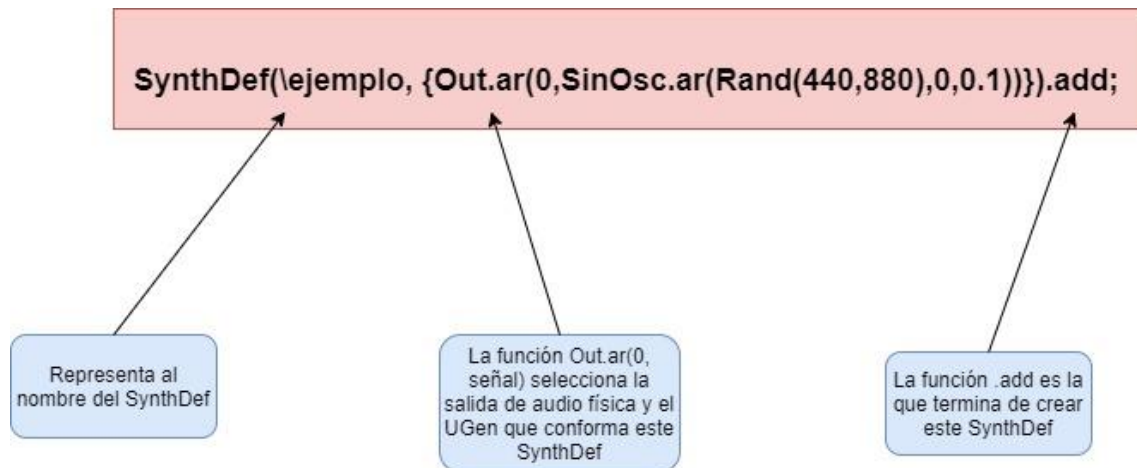 SynthDef(\ejemplo, {Out.ar(0,SinOsc.ar(Rand(440,880),0,0.1))}).add;
Representa al
nombre del SynthDef
La función Out.ar(0,
señal) selecciona la
salida de audio física y el
UGen que conforma este
SynthDef
La función .add es la
que termina de crear
este SynthDef